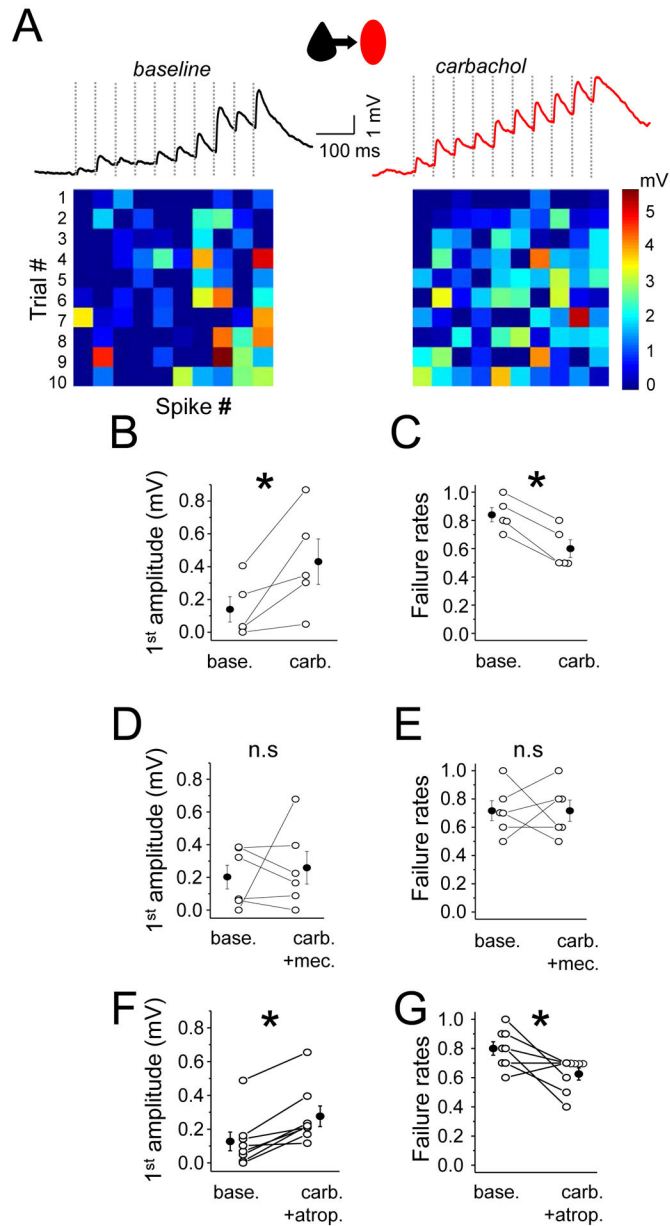 A
baseline
carbachol
1 mV
100 ms
mV
Trial #
1
2
3
4
5
6
7
8
9
10
5
4
3
2
1
0
Spike #
B
*
1st amplitude (mV)
0.8
0.6
0.4
0.2
0.0
base. carb.
C
*
Failure rates
1.0
0.8
0.6
0.4
0.2
0.0
base. carb.
D
n.s
1st amplitude (mV)
0.8
0.6
0.4
0.2
0.0
base. carb.
+mec.
E
n.s
Failure rates
1.0
0.8
0.6
0.4
0.2
0.0
base. carb.
+mec.
F
*
1st amplitude (mV)
0.8
0.6
0.4
0.2
0.0
base. carb.
+atrop.
G
*
Failure rates
1.0
0.8
0.6
0.4
0.2
0.0
base. carb.
+atrop.